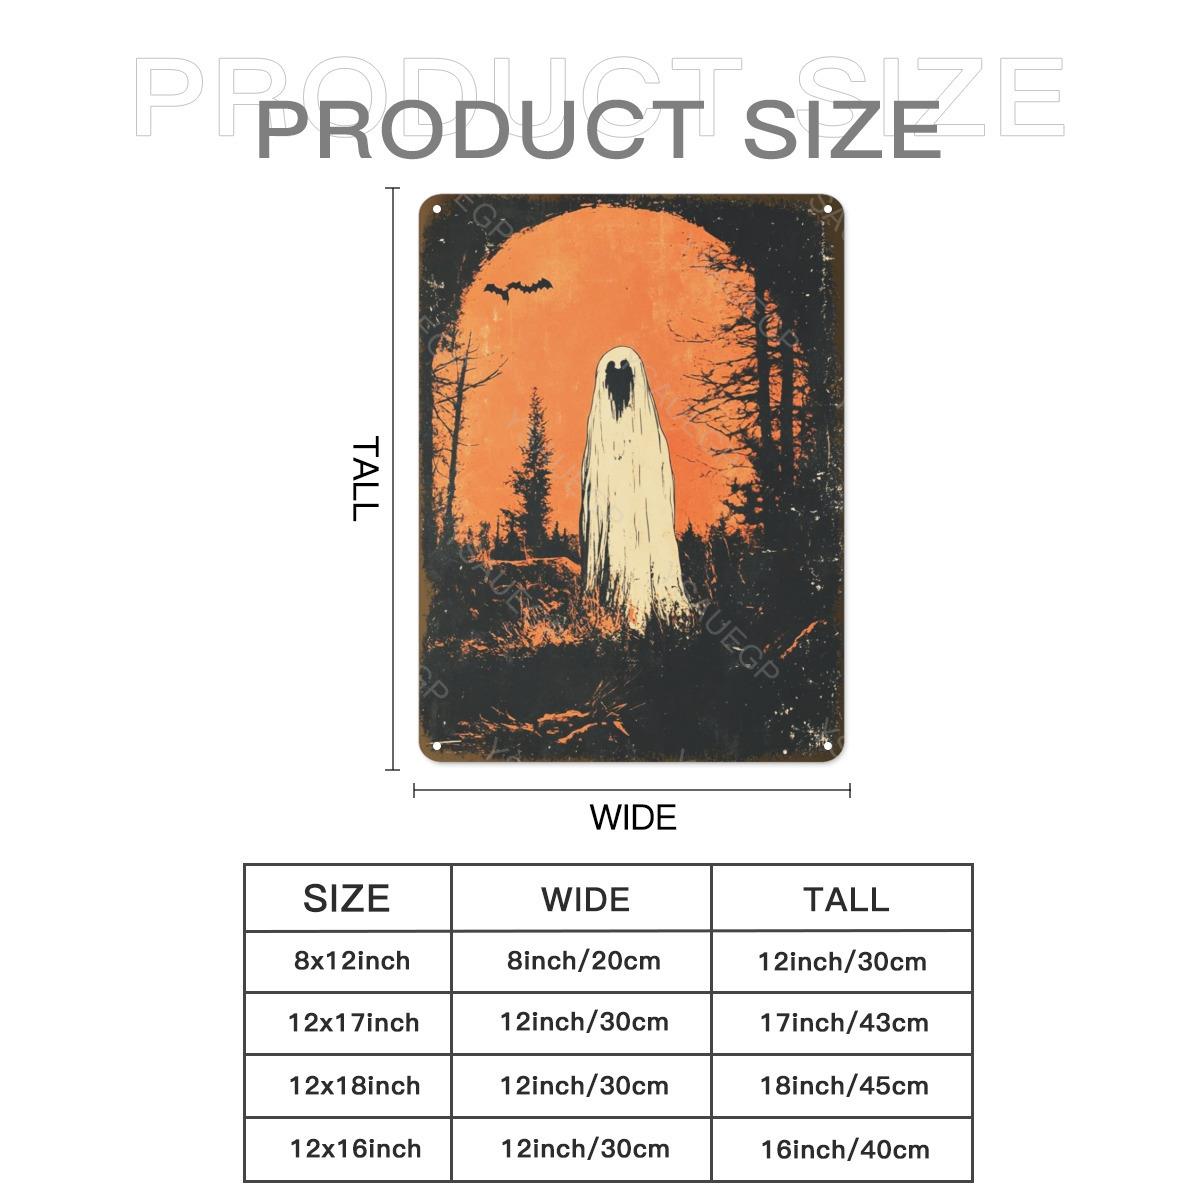 PRODUCT SIZE
PRODUCT SIZE
TALL
WIDE
SIZE WIDE TALL
8x12inch 8inch/20cm 12inch/30cm
12x17inch 12inch/30cm 17inch/43cm
12x18inch 12inch/30cm 18inch/45cm
12x16inch 12inch/30cm 16inch/40cm